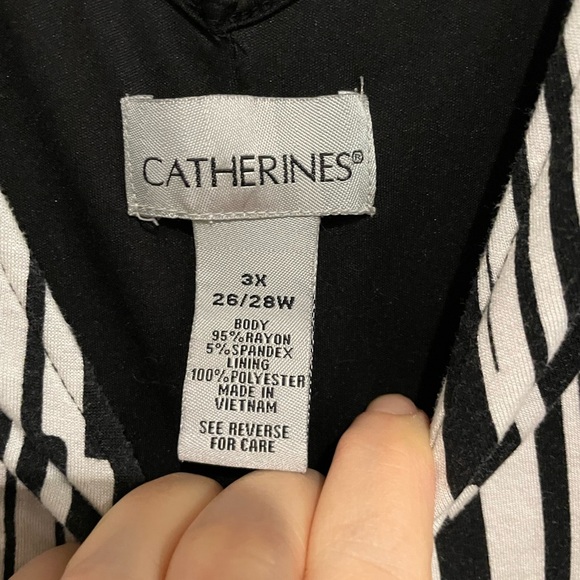 CATHERINES®
3X
26/28W
BODY
95%RAYON
5%SPANDEX
LINING
100%POLYESTER
MADE IN
VIETNAM
SEE REVERSE
FOR CARE